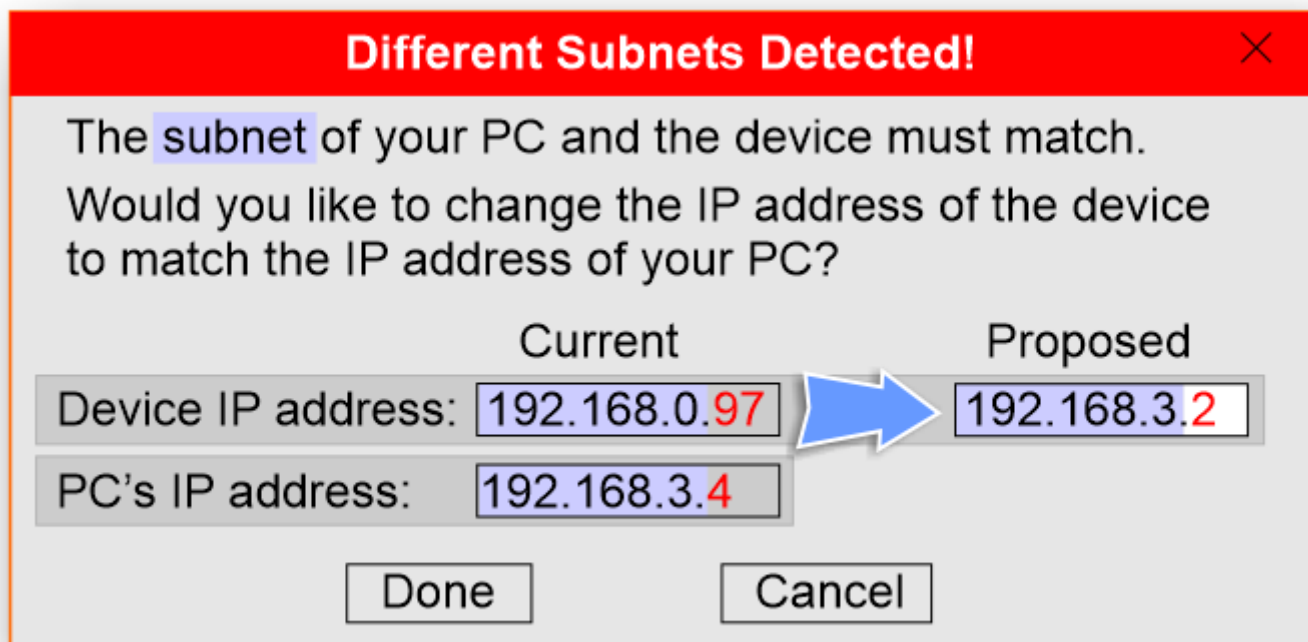 Different Subnets Detected!
The subnet of your PC and the device must match.
Would you like to change the IP address of the device
to match the IP address of your PC?
Current Proposed
Device IP address: 192.168.0.97 192.168.3.2
PC's IP address: 192.168.3.4
Done Cancel